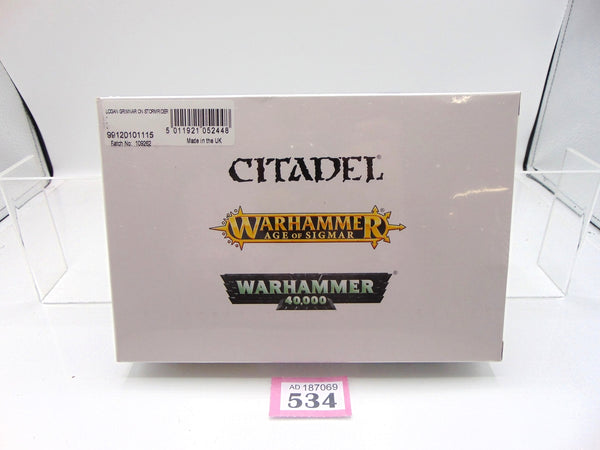 LOGAN GRIMNAR ON STORMRIDER
99120101115
Batch No: 109262
5 011921 052448
Made in the UK
CITADEL®
WARHAMMER®
AGE OF SIGMAR
WARHAMMER®
40,000
AD 187069
534